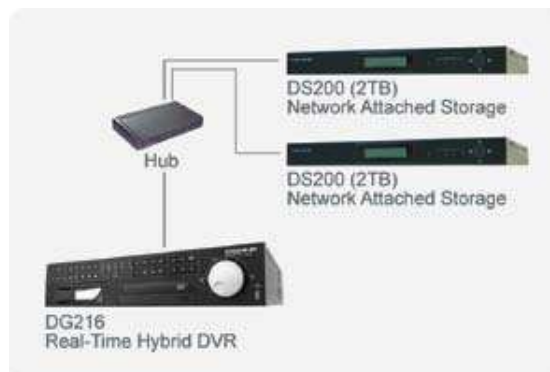 DS200 (2TB)
Network Attached Storage
Hub
DS200 (2TB)
Network Attached Storage
DG216
Real-Time Hybrid DVR